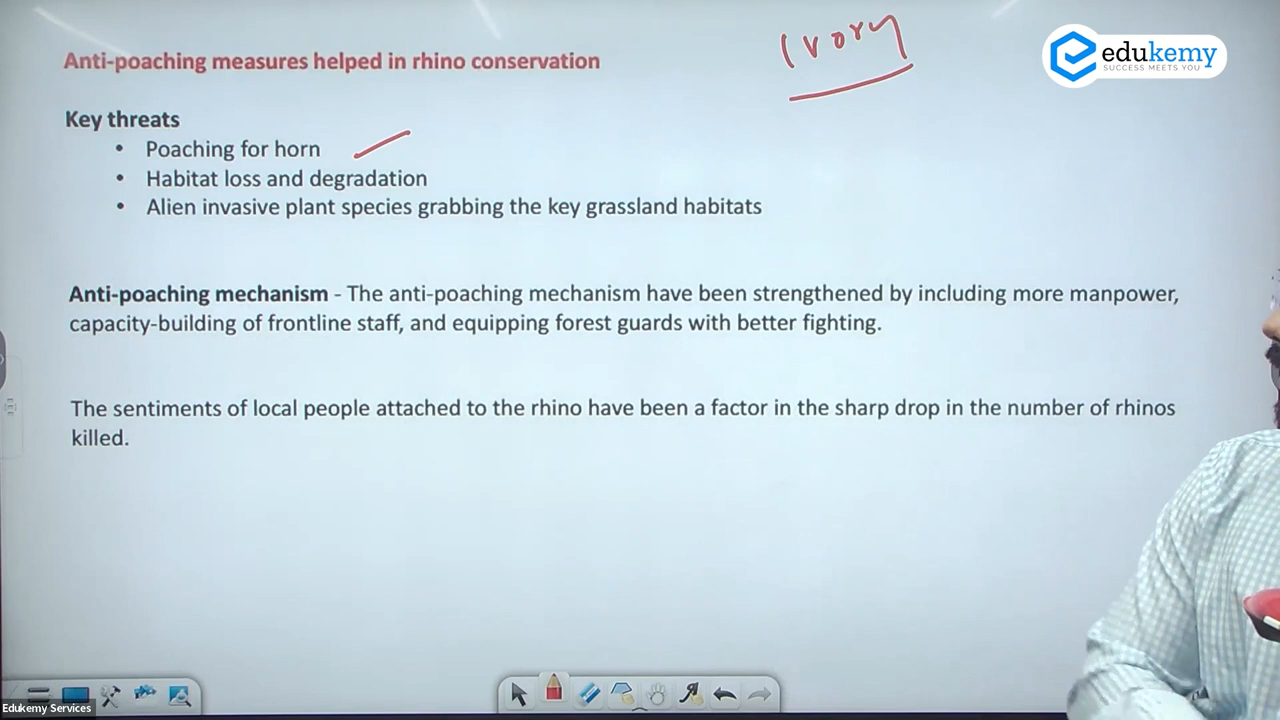 Anti-poaching measures helped in rhino conservation
Ivory
edukemy
SUCCESS MEETS YOU
Key threats
• Poaching for horn
• Habitat loss and degradation
• Alien invasive plant species grabbing the key grassland habitats
Anti-poaching mechanism - The anti-poaching mechanism have been strengthened by including more manpower,
capacity-building of frontline staff, and equipping forest guards with better fighting.
The sentiments of local people attached to the rhino have been a factor in the sharp drop in the number of rhinos
killed.
Edukemy Services